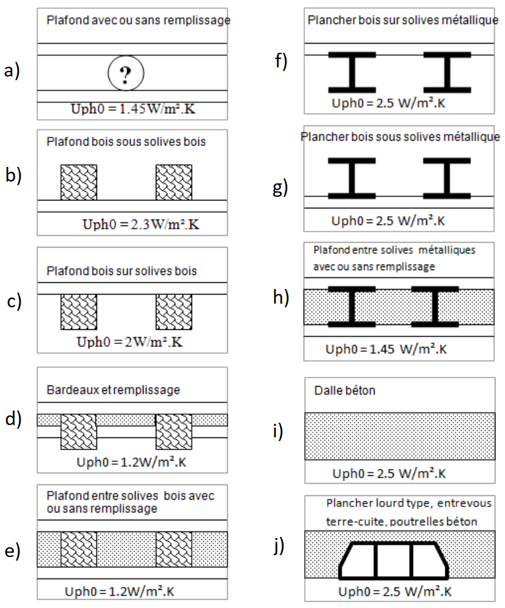 Plafond avec ou sans remplissage
a)
?
Uph0 = 1.45W/m².K
Plafond bois sous solives bois
b)
Uph0 = 2.3W/m².K
Plafond bois sur solives bois
c)
Uph0 = 2W/m².K
Bardeaux et remplissage
d)
Uph0 = 1.2W/m².K
Plafond entre solives bois avec
ou sans remplissage
e)
Uph0 = 1.2W/m².K
Plancher bois sur solives métallique
f)
Uph0 = 2.5 W/m².K
Plancher bois sous solives métallique
g)
Uph0 = 2.5 W/m².K
Plafond entre solives métalliques
avec ou sans remplissage
h)
Uph0 = 1.45 W/m².K
Dalle béton
i)
Uph0 = 2.5 W/m².K
Plancher lourd type, entrevous
terre-cuite, poutrelles béton
j)
Uph0 = 2.5 W/m².K